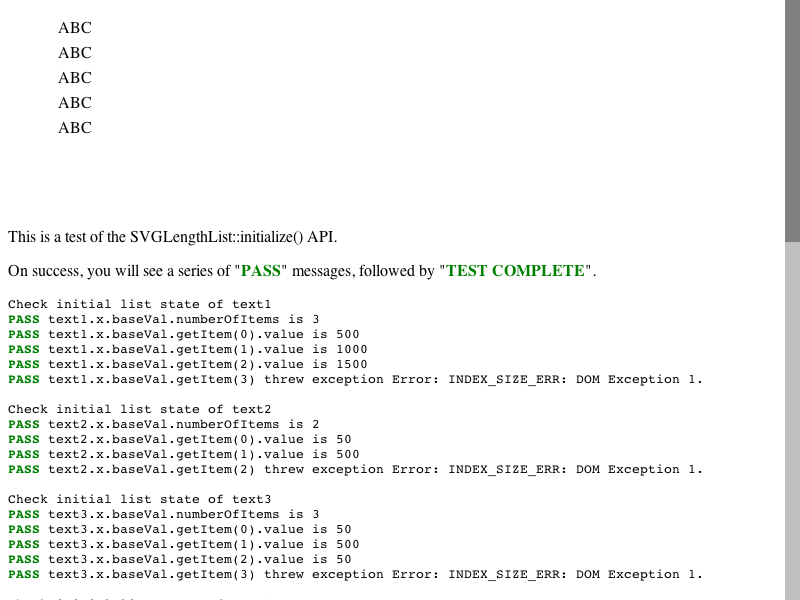 ABC
ABC
ABC
ABC
ABC
This is a test of the SVGLengthList::initialize() API.
On success, you will see a series of "PASS" messages, followed by "TEST COMPLETE".
Check initial list state of text1
PASS text1.x.baseVal.numberOfItems is 3
PASS text1.x.baseVal.getItem(0).value is 500
PASS text1.x.baseVal.getItem(1).value is 1000
PASS text1.x.baseVal.getItem(2).value is 1500
PASS text1.x.baseVal.getItem(3) threw exception Error: INDEX_SIZE_ERR: DOM Exception 1.
Check initial list state of text2
PASS text2.x.baseVal.numberOfItems is 2
PASS text2.x.baseVal.getItem(0).value is 50
PASS text2.x.baseVal.getItem(1).value is 500
PASS text2.x.baseVal.getItem(2) threw exception Error: INDEX_SIZE_ERR: DOM Exception 1.
Check initial list state of text3
PASS text3.x.baseVal.numberOfItems is 3
PASS text3.x.baseVal.getItem(0).value is 50
PASS text3.x.baseVal.getItem(1).value is 500
PASS text3.x.baseVal.getItem(2).value is 50
PASS text3.x.baseVal.getItem(3) threw exception Error: INDEX_SIZE_ERR: DOM Exception 1.